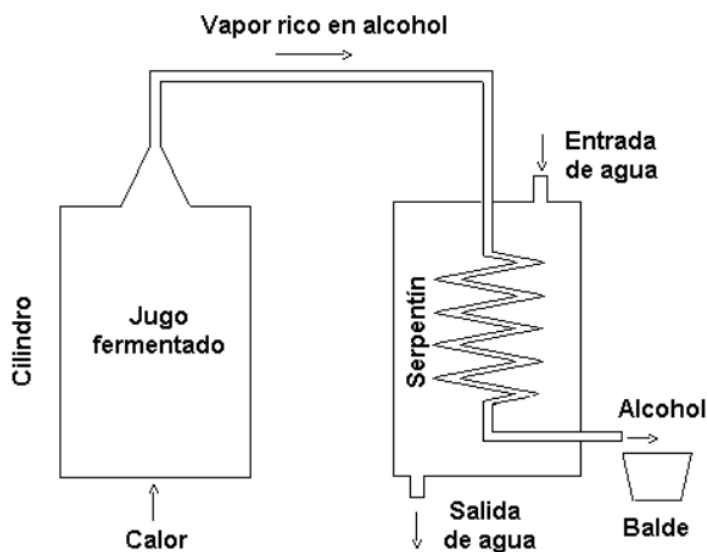 Vapor rico en alcohol
Entrada
de agua
Cilindro
Jugo
fermentado
Serpentín
Alcohol
Calor
Salida
de agua
Balde